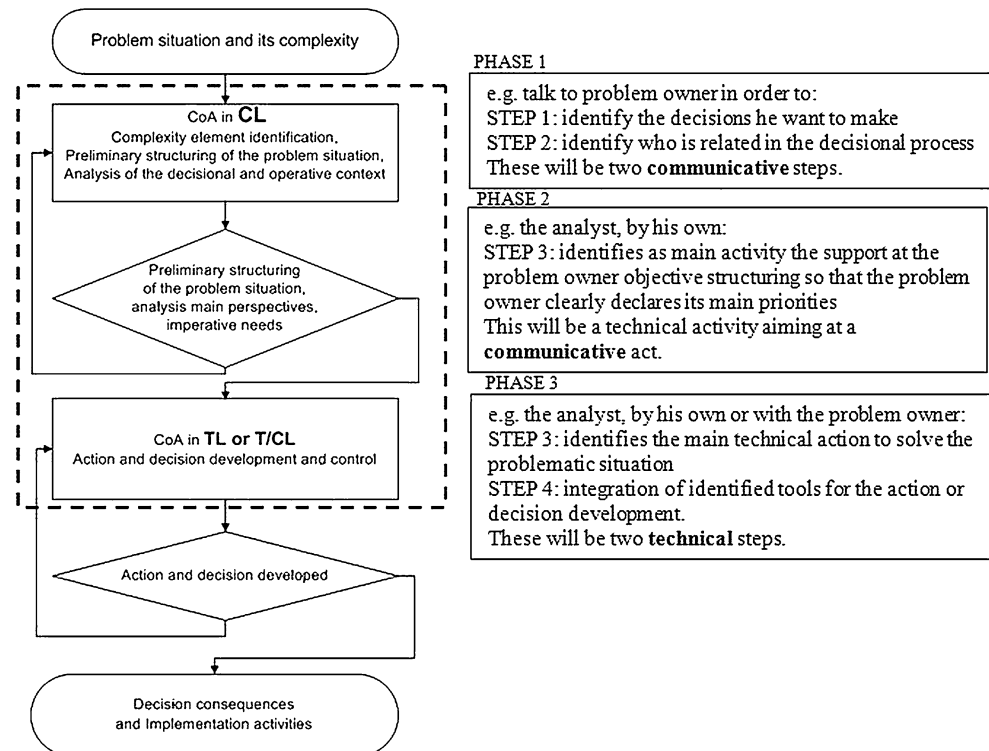 Problem situation and its complexity
CoA in CL
Complexity element identification,
Preliminary structuring of the problem situation,
Analysis of the decisional and operative context
Preliminary structuring
of the problem situation,
analysis main perspectives,
imperative needs
CoA in TL or T/CL
Action and decision development and control
Action and decision developed
Decision consequences
and Implementation activities
PHASE 1
e.g. talk to problem owner in order to:
STEP 1: identify the decisions he want to make
STEP 2: identify who is related in the decisional process
These will be two communicative steps.
PHASE 2
e.g. the analyst, by his own:
STEP 3: identifies as main activity the support at the
problem owner objective structuring so that the problem
owner clearly declares its main priorities
This will be a technical activity aiming at a
communicative act.
PHASE 3
e.g. the analyst, by his own or with the problem owner:
STEP 3: identifies the main technical action to solve the
problematic situation
STEP 4: integration of identified tools for the action or
decision development.
These will be two technical steps.